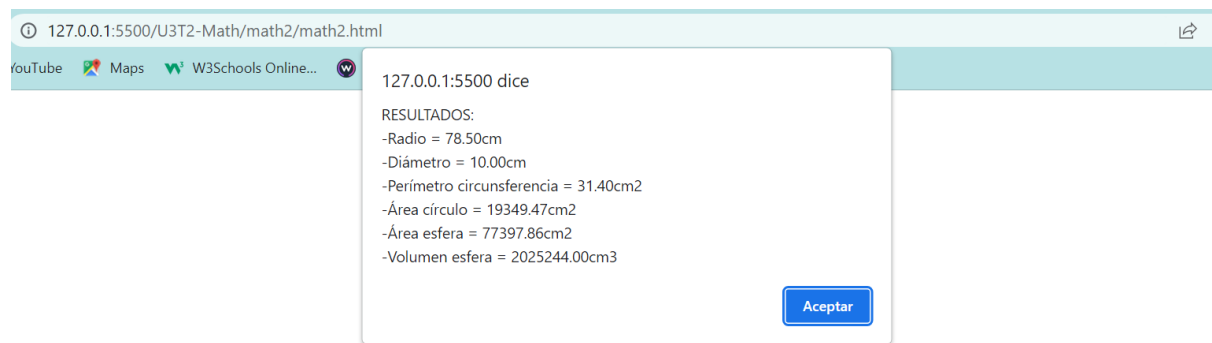 127.0.0.1:5500/U3T2-Math/math2/math2.html
YouTube Maps W3Schools Online...
127.0.0.1:5500 dice
RESULTADOS:
-Radio = 78.50cm
-Diámetro = 10.00cm
-Perímetro circunsferencia = 31.40cm2
-Área círculo = 19349.47cm2
-Área esfera = 77397.86cm2
-Volumen esfera = 2025244.00cm3
Aceptar